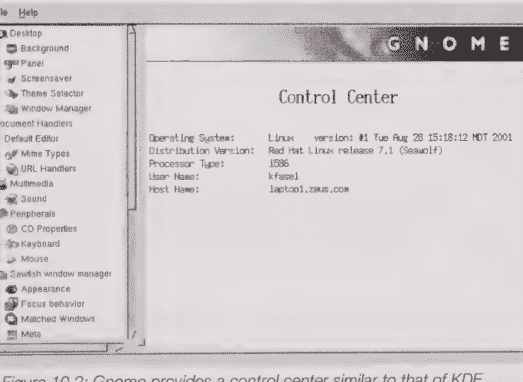 le Help
Desktop
Background
Panel
Screensaver
Theme Selector
Window Manager
ocument Handlers
Default Editor
Mime Types
URL Handlers
Multimedia
Sound
Peripherals
CD Properties
Keyboard
Mouse
Sawfish window manager
Appearance
Focus behavior
Matched Windows
Meta
GNOME
Control Center
Operating System: Linux version: #1 Tue Aug 28 15:18:12 MDT 2001
Distribution Version: Red Hat Linux release 7.1 (Seawolf)
Processor Type: i586
User Name: kfasel
Host Name: laptop1.zeus.com
Figure 10.2: Gnome provides a control center similar to that of KDE